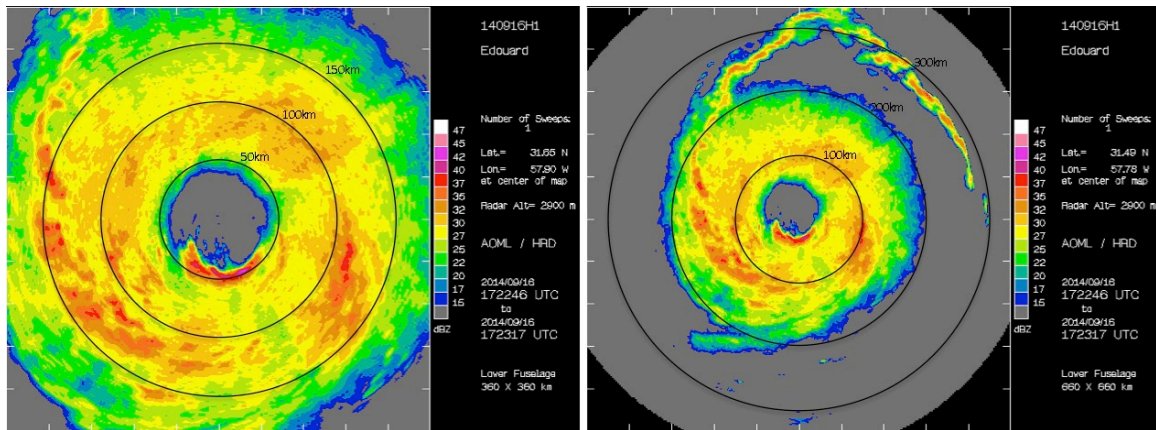 140916H1
Edouard
150km
100km
50km
Number of Sweeps:
1
Lat.= 31.65 N
Lon.= 57.90 W
at center of map
Radar Alt= 2900 m
AOML / HRD
2014/09/16
172246 UTC
to
2014/09/16
172317 UTC
Lower Fuselage
360 X 360 km
47
45
42
40
37
35
32
30
27
25
22
20
17
15
dBZ
140916H1
Edouard
300km
200km
100km
Number of Sweeps:
1
Lat.= 31.49 N
Lon.= 57.78 W
at center of map
Radar Alt= 2900 m
AOML / HRD
2014/09/16
172246 UTC
to
2014/09/16
172317 UTC
Lower Fuselage
660 X 660 km
47
45
42
40
37
35
32
30
27
25
22
20
17
15
dBZ